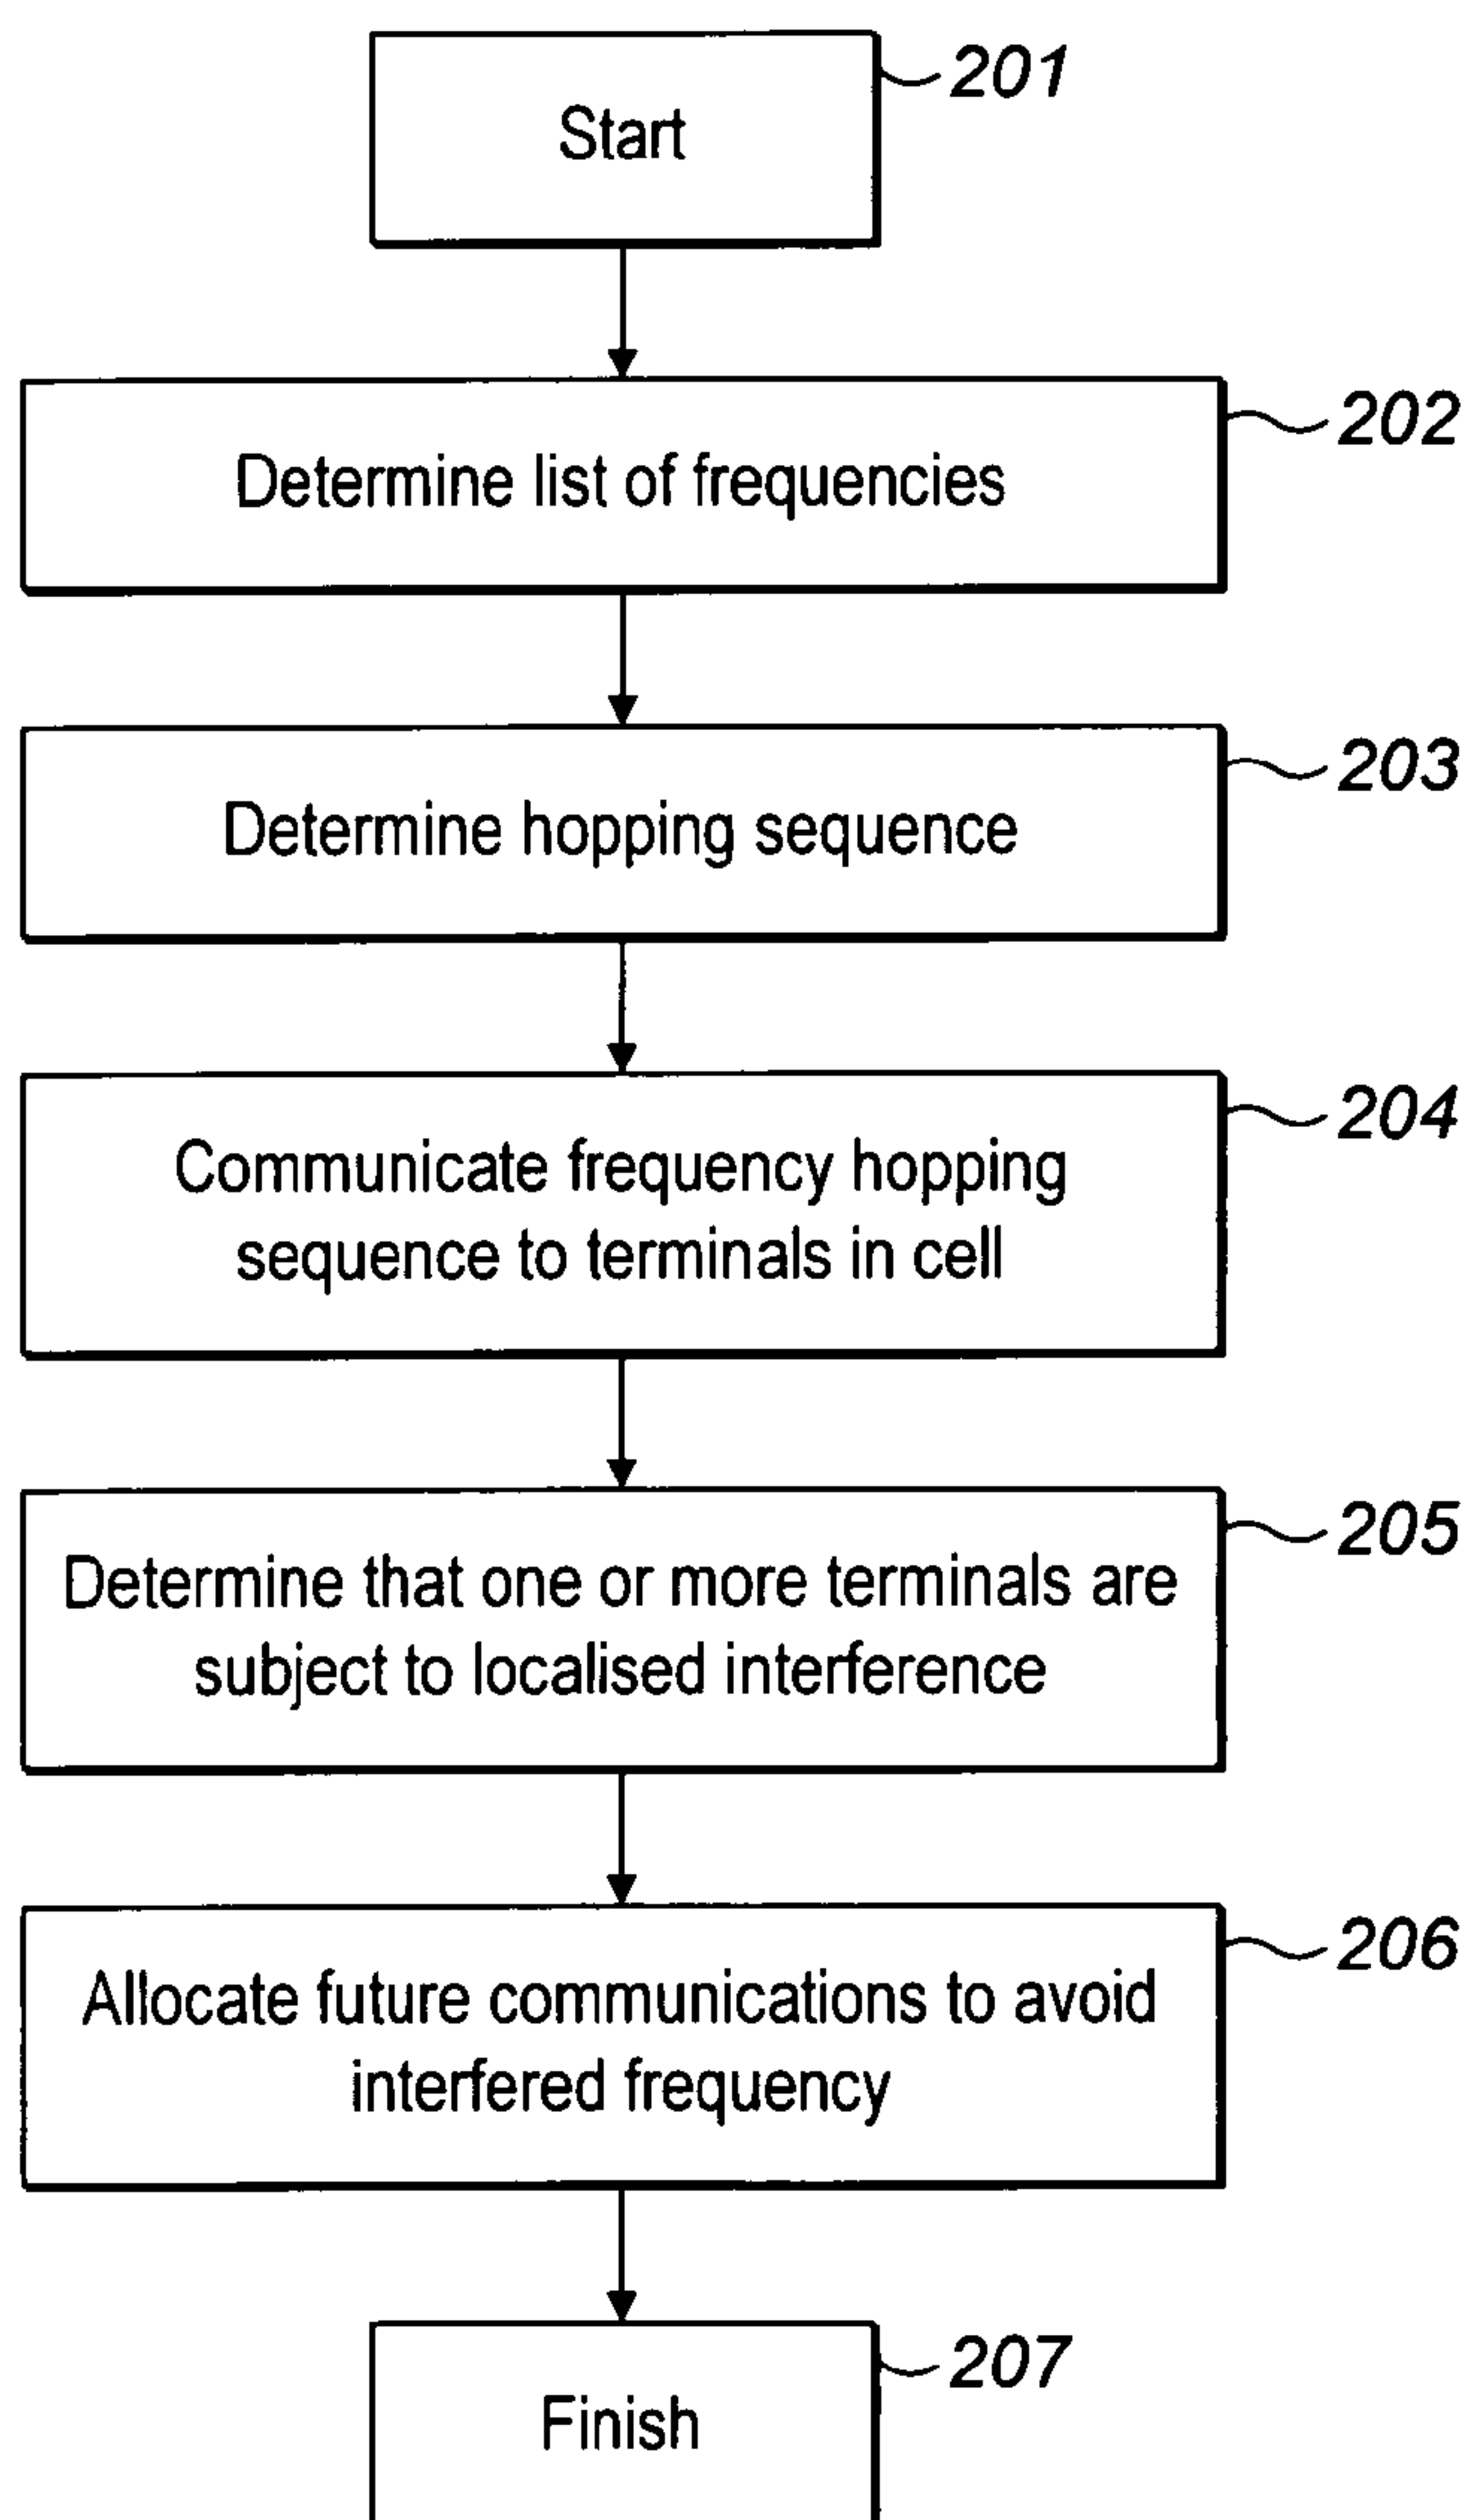 Start
201
Determine list of frequencies
202
Determine hopping sequence
203
Communicate frequency hopping
sequence to terminals in cell
204
Determine that one or more terminals are
subject to localised interference
205
Allocate future communications to avoid
interfered frequency
206
Finish
207